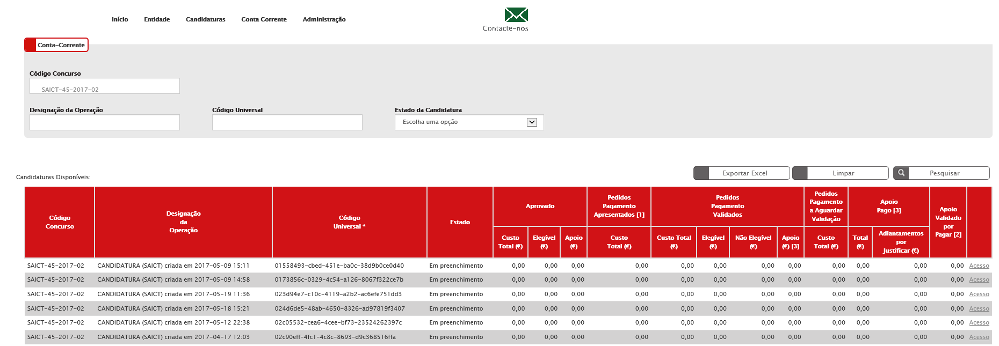 Início Entidade Candidaturas Conta Corrente Administração
Contacte-nos
Conta-Corrente
Código Concurso
SAICT-45-2017-02
Designação da Operação Código Universal Estado da Candidatura
Escolha uma opção
Candidaturas Disponíveis:
Exportar Excel Limpar Pesquisar
Código Concurso Designação da Operação Código Universal * Estado Aprovado Pedidos Pagamento Apresentados [1] Pedidos Pagamento Validados Pedidos Pagamento a Aguardar Validação Apoio Pago [3] Apoio Validado por Pagar [2]
Custo Total (€) Elegível (€) Apoio (€) Custo Total (€) Custo Total (€) Elegível (€) Não Elegível (€) Apoio (€) [3] Custo Total (€) Total (€) Adiantamentos por Justificar (€)
SAICT-45-2017-02 CANDIDATURA (SAICT) criada em 2017-05-09 15:11 01558493-cbed-451e-ba0c-38d9b0ce0d40 Em preenchimento 0,00 0,00 0,00 0,00 0,00 0,00 0,00 0,00 0,00 0,00 0,00 0,00 Acesso
SAICT-45-2017-02 CANDIDATURA (SAICT) criada em 2017-05-09 14:58 0173856c-0329-4c54-a126-8067f322ce7b Em preenchimento 0,00 0,00 0,00 0,00 0,00 0,00 0,00 0,00 0,00 0,00 0,00 0,00 Acesso
SAICT-45-2017-02 CANDIDATURA (SAICT) criada em 2017-05-19 11:36 023d94e7-c10c-4119-a2b2-ac6efe751dd3 Em preenchimento 0,00 0,00 0,00 0,00 0,00 0,00 0,00 0,00 0,00 0,00 0,00 0,00 Acesso
SAICT-45-2017-02 CANDIDATURA (SAICT) criada em 2017-05-18 15:21 024d6de5-48ab-4650-8326-ad97819f3407 Em preenchimento 0,00 0,00 0,00 0,00 0,00 0,00 0,00 0,00 0,00 0,00 0,00 0,00 Acesso
SAICT-45-2017-02 CANDIDATURA (SAICT) criada em 2017-05-12 22:38 02c05532-cea6-4cee-bf73-23524262397c Em preenchimento 0,00 0,00 0,00 0,00 0,00 0,00 0,00 0,00 0,00 0,00 0,00 0,00 Acesso
SAICT-45-2017-02 CANDIDATURA (SAICT) criada em 2017-04-17 12:03 02c90eff-4fc1-4c8c-8693-d9c368516ffa Em preenchimento 0,00 0,00 0,00 0,00 0,00 0,00 0,00 0,00 0,00 0,00 0,00 0,00 Acesso